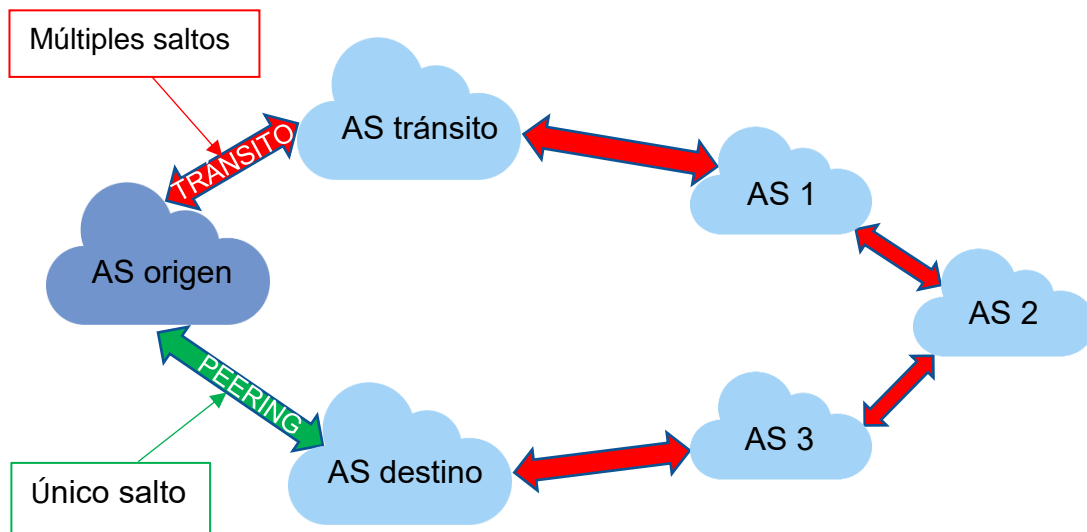 Múltiples saltos
AS tránsito
TRÁNSITO
AS 1
AS origen
AS 2
PEERING
AS 3
AS destino
Único salto